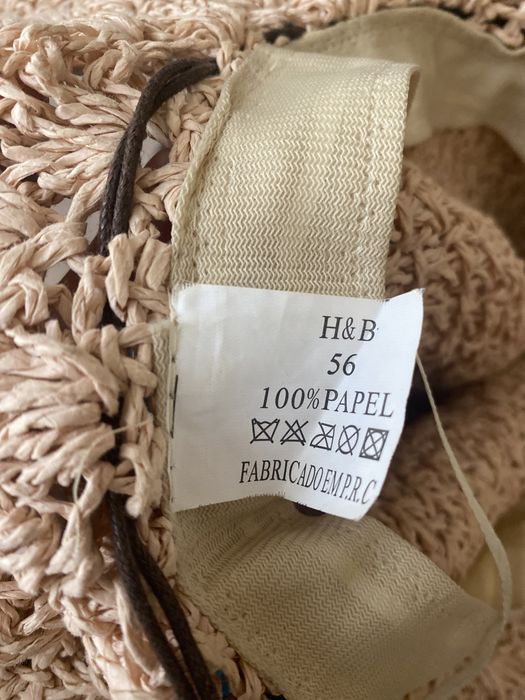 H&B
56
100%PAPEL
FABRICADO EM P.R.C